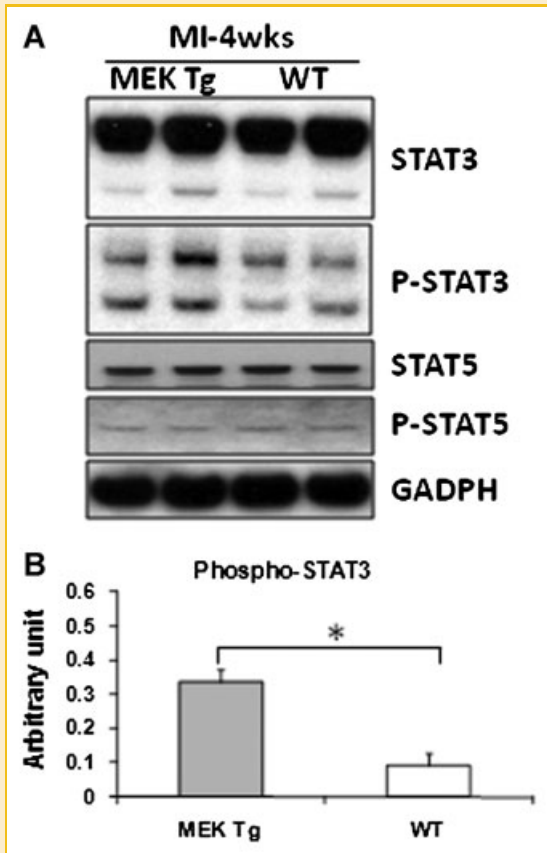 A
MI-4wks
MEK Tg WT
STAT3
P-STAT3
STAT5
P-STAT5
GADPH
B
Phospho-STAT3
0.6
0.5
0.4
0.3
0.2
0.1
0
Arbitrary unit
*
MEK Tg WT